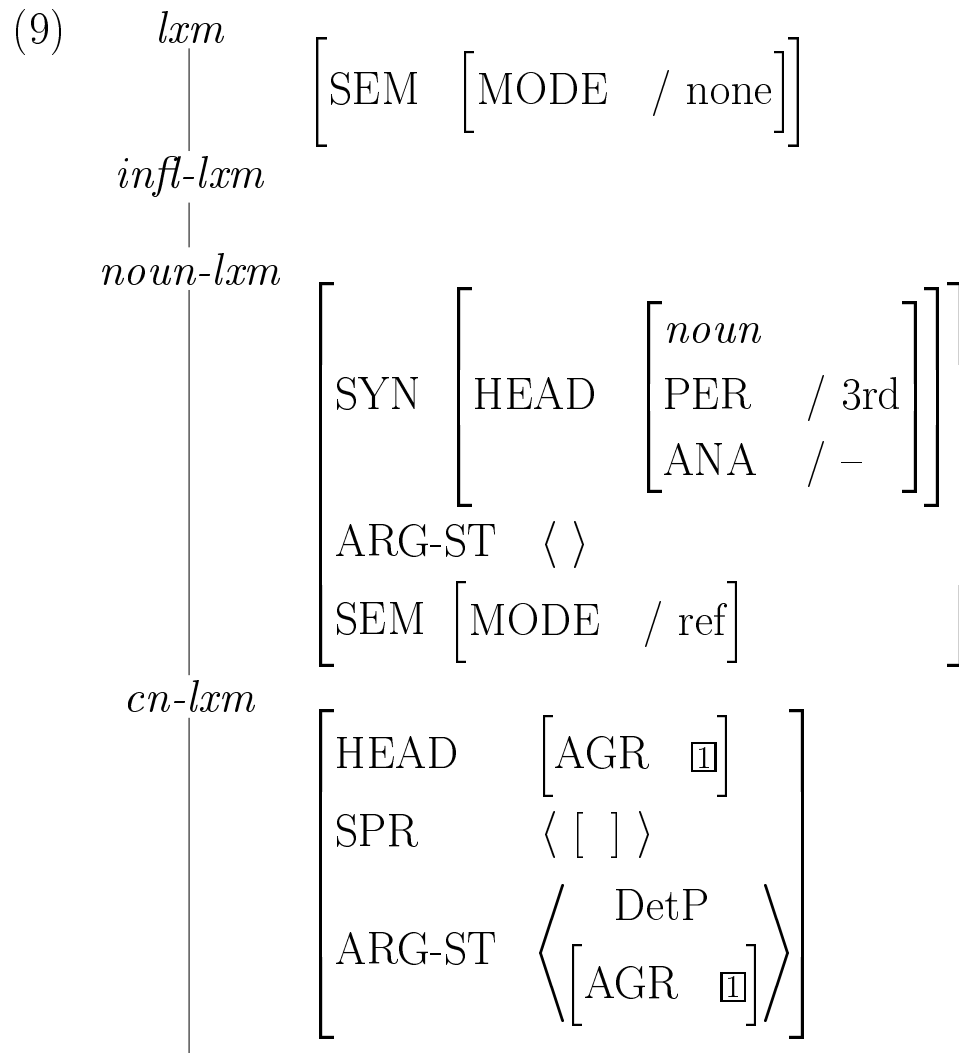 (9) lxm
[SEM [MODE / none]]
infl-lxm
noun-lxm
noun
SYN [HEAD [PER / 3rd
ANA / –
ARG-ST ⟨ ⟩
SEM [MODE / ref]
cn-lxm
HEAD [AGR 1]
SPR ⟨ [ ] ⟩
DetP
ARG-ST ⟨[AGR 1]⟩